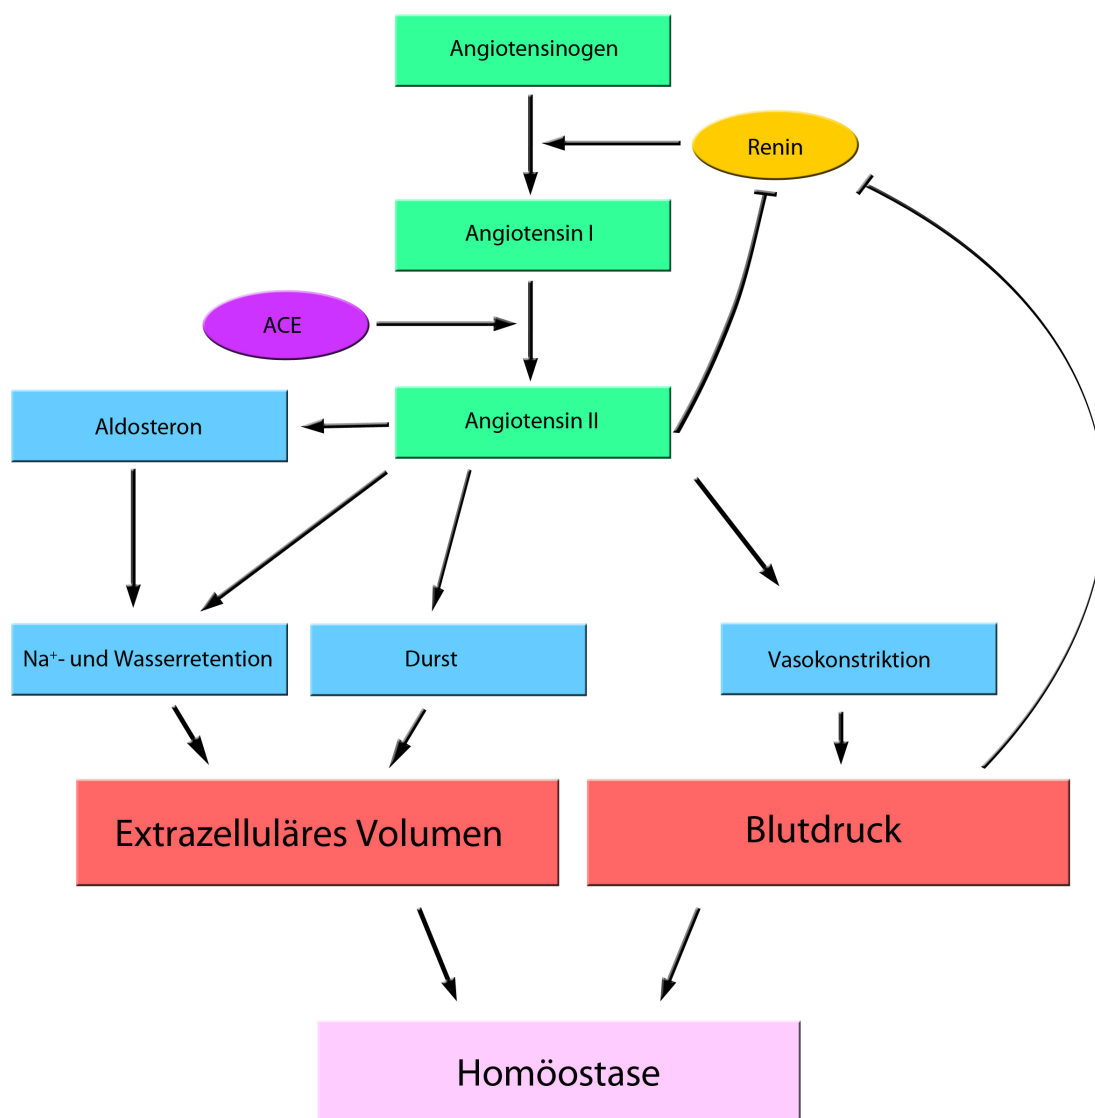 Angiotensinogen
Renin
Angiotensin I
ACE
Angiotensin II
Aldosteron
Na⁺- und Wasserretention
Durst
Vasokonstriktion
Extrazelluläres Volumen
Blutdruck
Homöostase